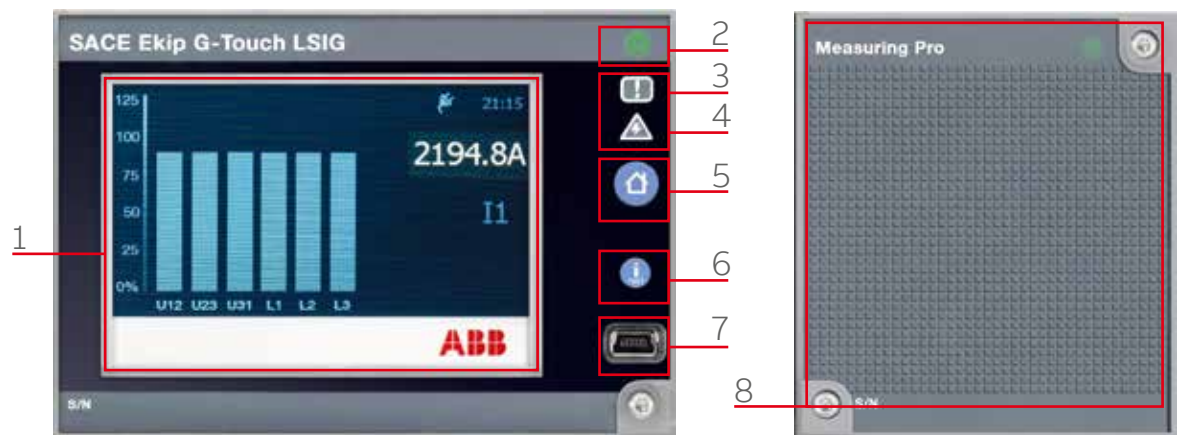 SACE Ekip G-Touch LSIG
2
3
4
5
6
7
1
125
100
75
50
25
0%
21:15
2194.8A
I1
U12 U23 U31 L1 L2 L3
ABB
S/N
Measuring Pro
8
S/N